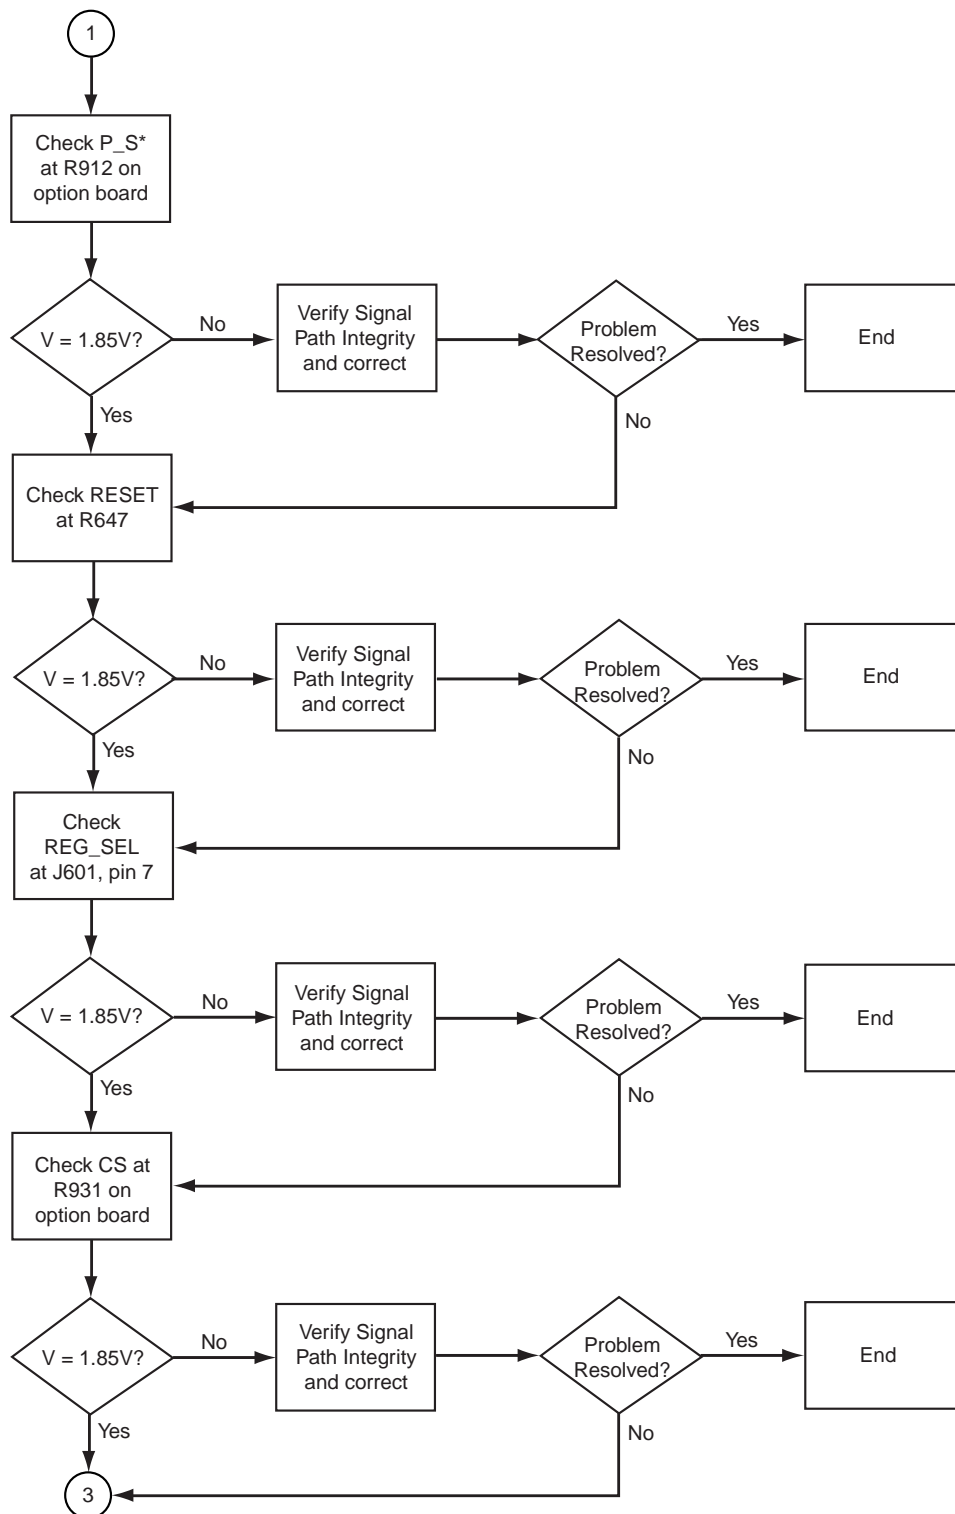 1
Check P_S*
at R912 on
option board
V = 1.85V?
No
Verify Signal
Path Integrity
and correct
Problem
Resolved?
Yes
End
Yes
No
Check RESET
at R647
V = 1.85V?
No
Verify Signal
Path Integrity
and correct
Problem
Resolved?
Yes
End
Yes
No
Check
REG_SEL
at J601, pin 7
V = 1.85V?
No
Verify Signal
Path Integrity
and correct
Problem
Resolved?
Yes
End
Yes
No
Check CS at
R931 on
option board
V = 1.85V?
No
Verify Signal
Path Integrity
and correct
Problem
Resolved?
Yes
End
Yes
No
3